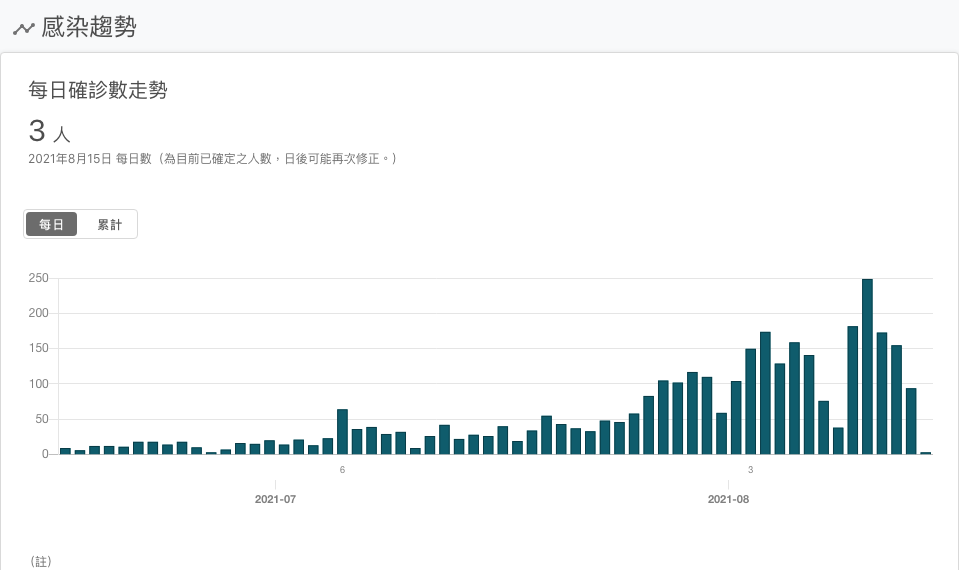 感染趨勢
每日確診數走勢
3 人
2021年8月15日 每日數（為目前已確定之人數，日後可能再次修正。）
每日 累計
250
200
150
100
50
0
6 3
2021-07 2021-08
（註）